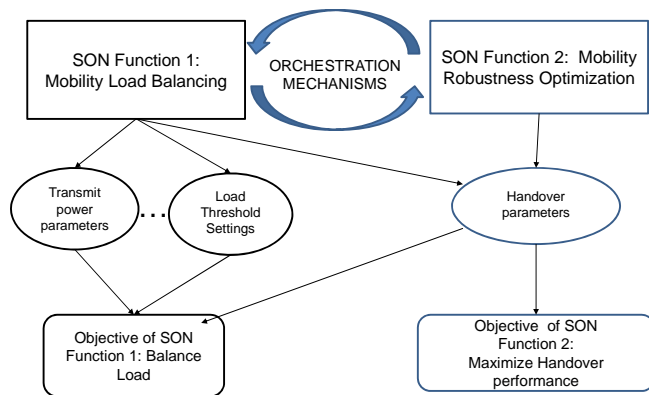 SON Function 1:
Mobility Load Balancing
ORCHESTRATION
MECHANISMS
SON Function 2: Mobility
Robustness Optimization
Transmit
power
parameters
...
Load
Threshold
Settings
Handover
parameters
Objective of SON
Function 1: Balance
Load
Objective of SON
Function 2:
Maximize Handover
performance